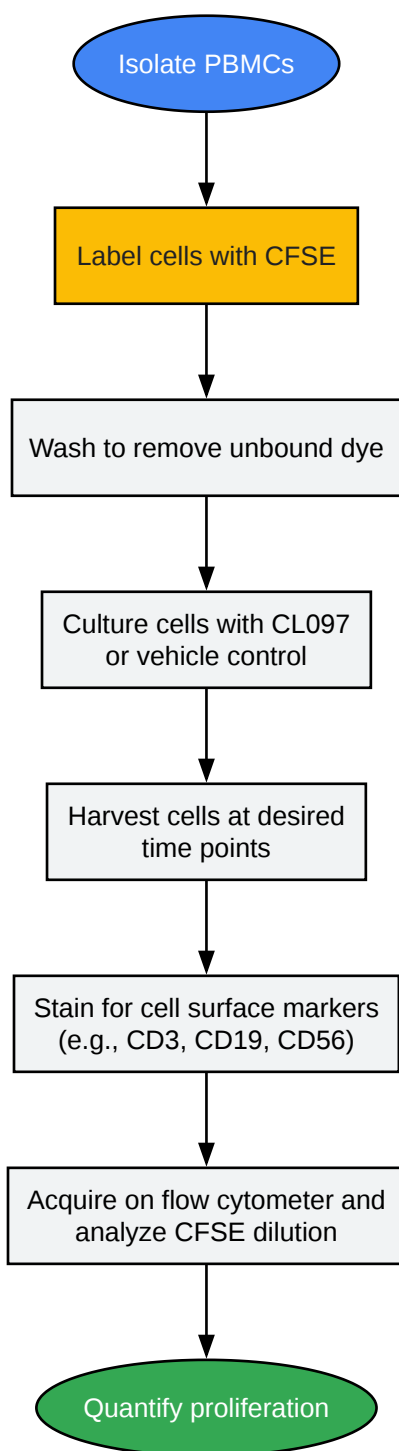 Isolate PBMCs
Label cells with CFSE
Wash to remove unbound dye
Culture cells with CL097
or vehicle control
Harvest cells at desired
time points
Stain for cell surface markers
(e.g., CD3, CD19, CD56)
Acquire on flow cytometer and
analyze CFSE dilution
Quantify proliferation